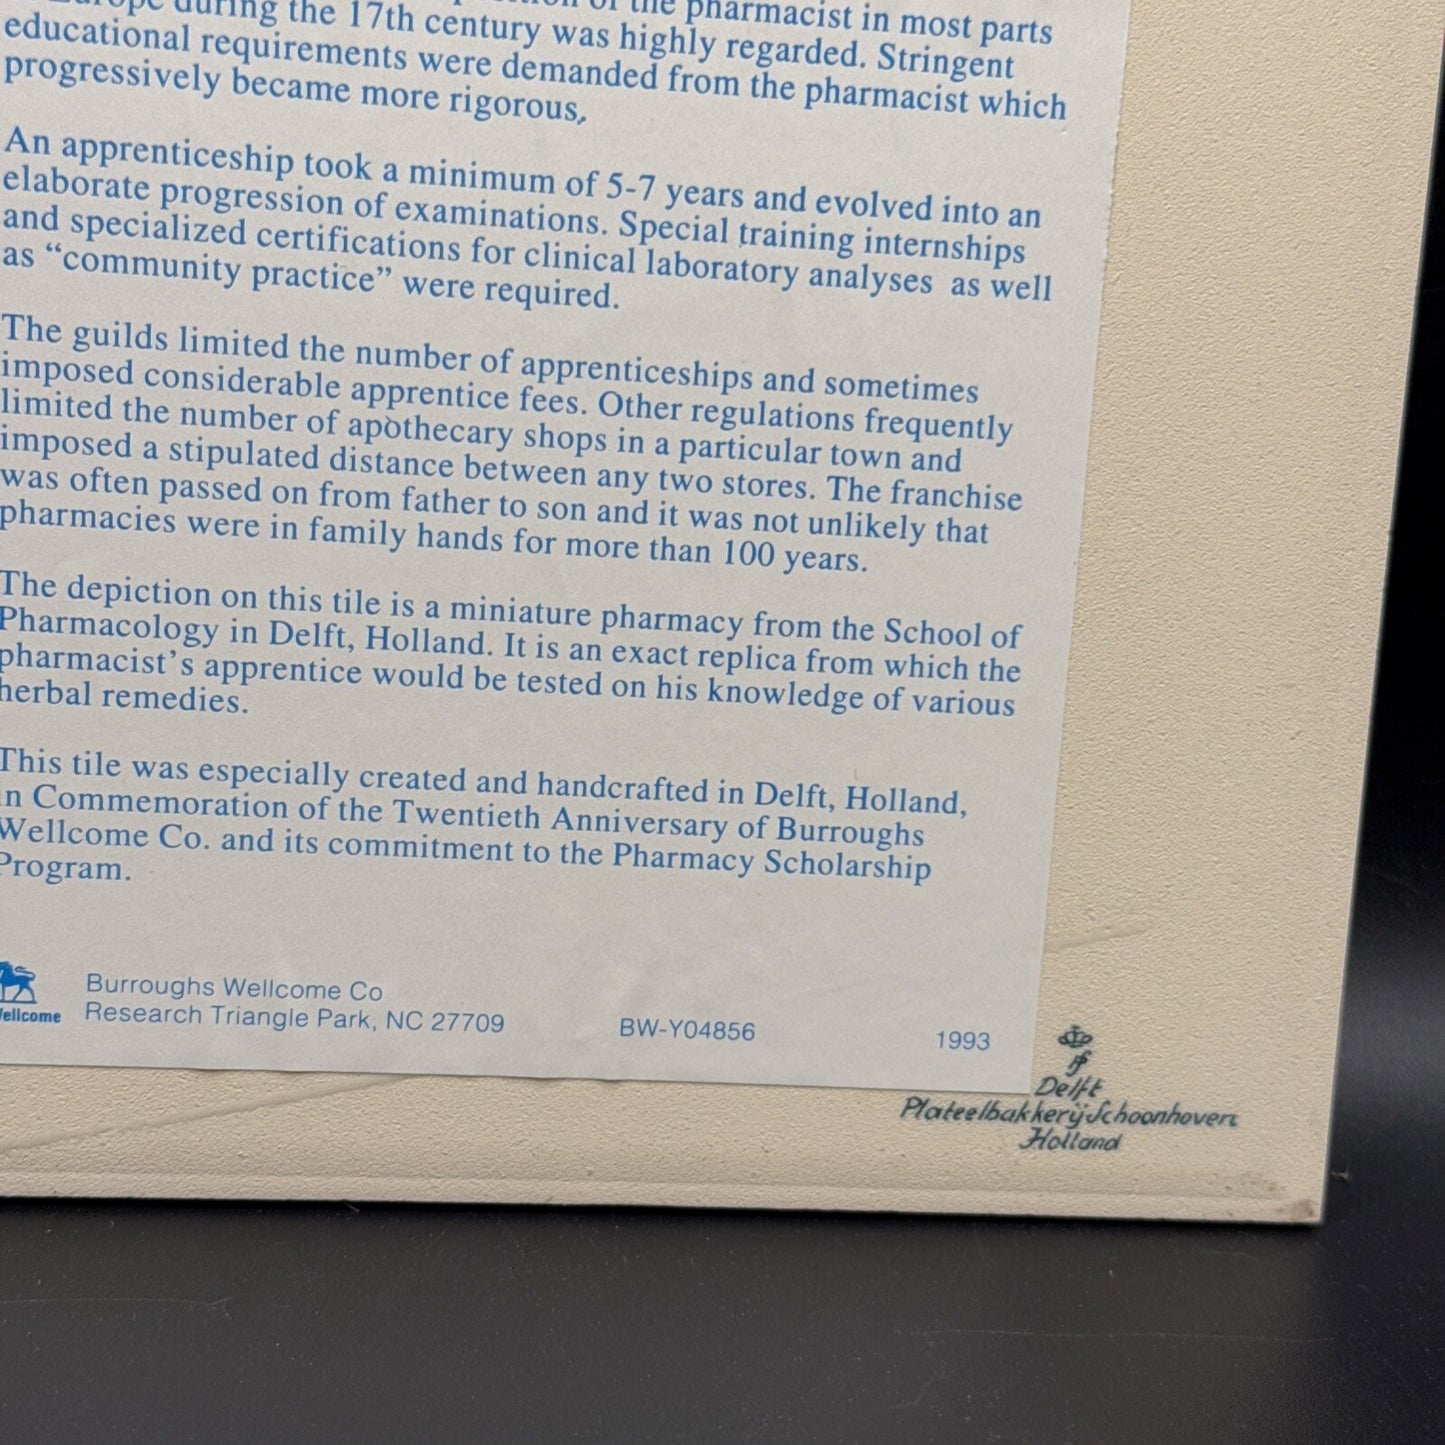 Europe during the 17th century was highly regarded. Stringent
of the pharmacist in most parts
educational requirements were demanded from the pharmacist which
progressively became more rigorous,
An apprenticeship took a minimum of 5-7 years and evolved into an
elaborate progression of examinations. Special training internships
and specialized certifications for clinical laboratory analyses as well
as “community practice” were required.
The guilds limited the number of apprenticeships and sometimes
imposed considerable apprentice fees. Other regulations frequently
limited the number of apothecary shops in a particular town and
imposed a stipulated distance between any two stores. The franchise
was often passed on from father to son and it was not unlikely that
pharmacies were in family hands for more than 100 years.
The depiction on this tile is a miniature pharmacy from the School of
Pharmacology in Delft, Holland. It is an exact replica from which the
pharmacist’s apprentice would be tested on his knowledge of various
herbal remedies.
This tile was especially created and handcrafted in Delft, Holland,
in Commemoration of the Twentieth Anniversary of Burroughs
Wellcome Co. and its commitment to the Pharmacy Scholarship
Program.
Wellcome
Burroughs Wellcome Co
Research Triangle Park, NC 27709
BW-Y04856
1993
Delft
Plateelbakkerij Schoonhoven
Holland